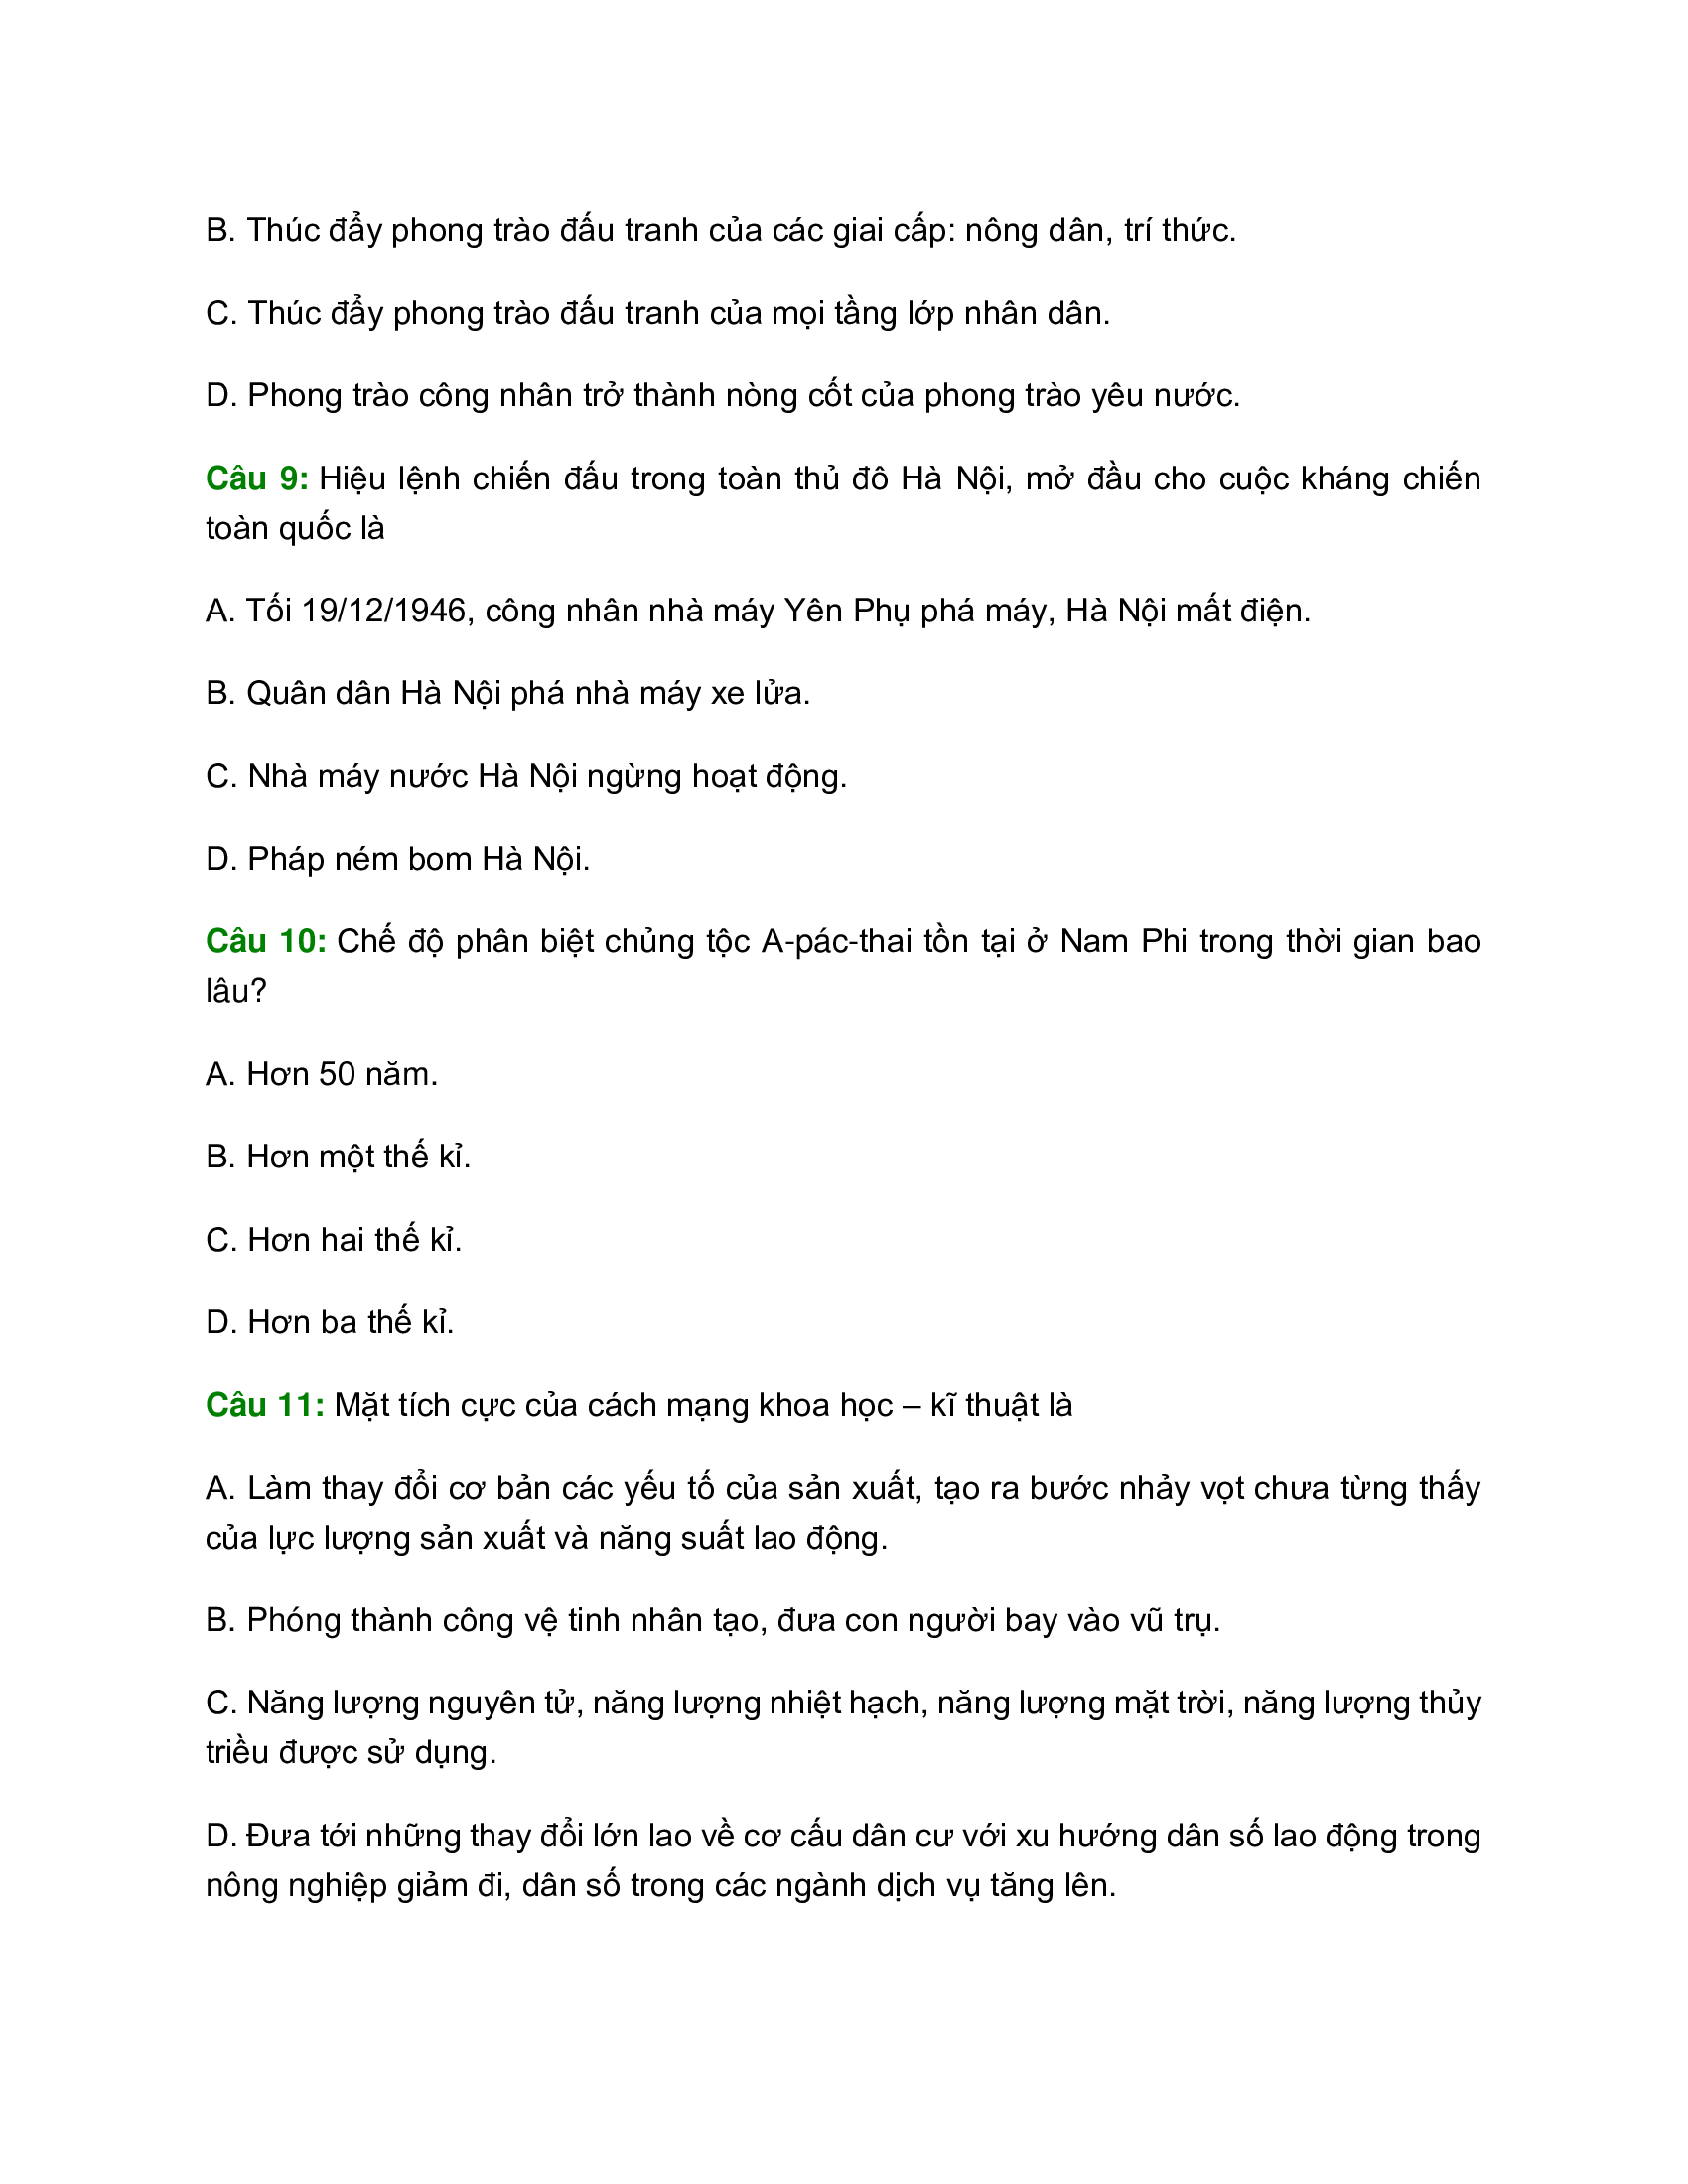 B. Thúc đẩy phong trào đấu tranh của các giai cấp: nông dân, trí thức.
C. Thúc đẩy phong trào đấu tranh của mọi tầng lớp nhân dân.
D. Phong trào công nhân trở thành nòng cốt của phong trào yêu nước.
Câu 9: Hiệu lệnh chiến đấu trong toàn thủ đô Hà Nội, mở đầu cho cuộc kháng chiến
toàn quốc là
A. Tối 19/12/1946, công nhân nhà máy Yên Phụ phá máy, Hà Nội mất điện.
B. Quân dân Hà Nội phá nhà máy xe lửa.
C. Nhà máy nước Hà Nội ngừng hoạt động.
D. Pháp ném bom Hà Nội.
Câu 10: Chế độ phân biệt chủng tộc A-pác-thai tồn tại ở Nam Phi trong thời gian bao
lâu?
A. Hơn 50 năm.
B. Hơn một thế kỉ.
C. Hơn hai thế kỉ.
D. Hơn ba thế kỉ.
Câu 11: Mặt tích cực của cách mạng khoa học – kĩ thuật là
A. Làm thay đổi cơ bản các yếu tố của sản xuất, tạo ra bước nhảy vọt chưa từng thấy
của lực lượng sản xuất và năng suất lao động.
B. Phóng thành công vệ tinh nhân tạo, đưa con người bay vào vũ trụ.
C. Năng lượng nguyên tử, năng lượng nhiệt hạch, năng lượng mặt trời, năng lượng thủy
triều được sử dụng.
D. Đưa tới những thay đổi lớn lao về cơ cấu dân cư với xu hướng dân số lao động trong
nông nghiệp giảm đi, dân số trong các ngành dịch vụ tăng lên.